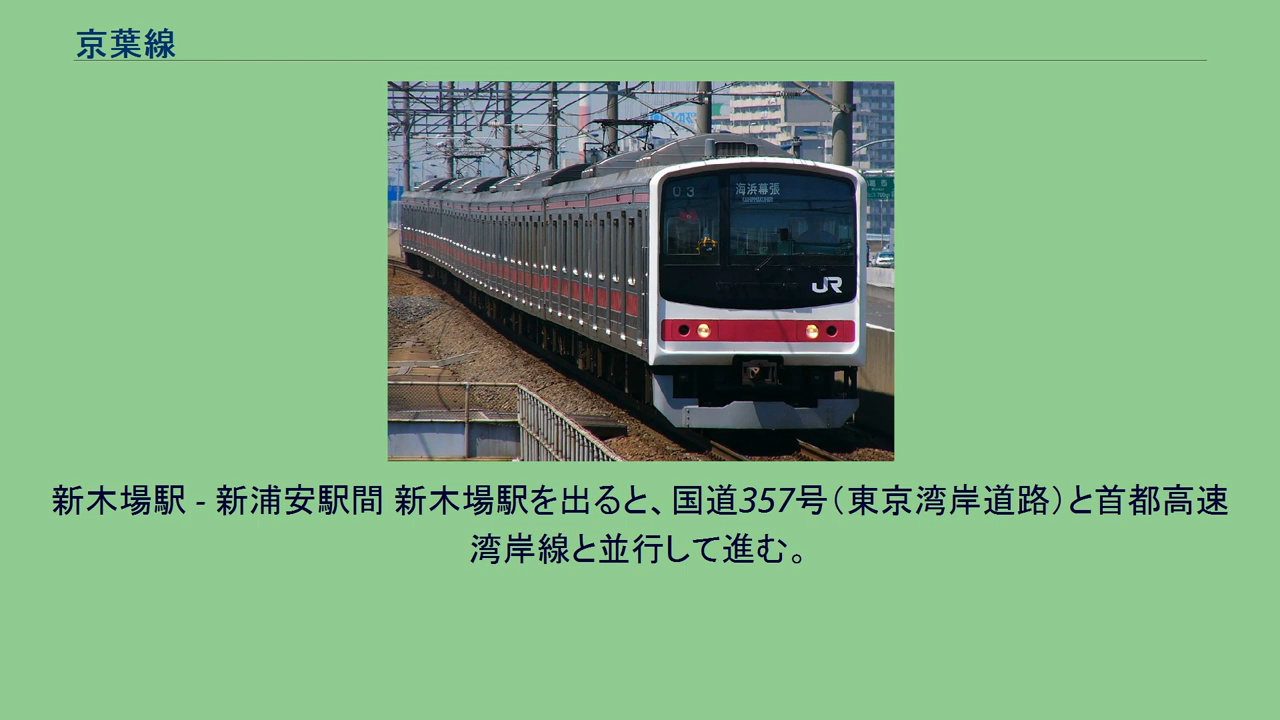 京葉線
03
海浜幕張
JR
新木場駅 - 新浦安駅間 新木場駅を出ると、国道357号（東京湾岸道路）と首都高速
湾岸線と並行して進む。